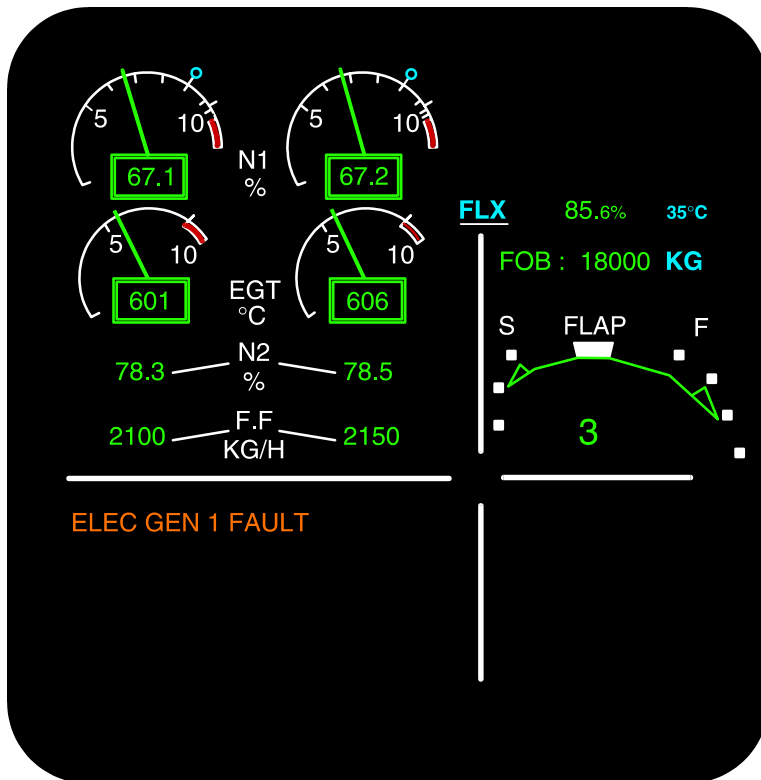 5 10 5 10
67.1 N1 67.2
%
FLX 85.6% 35°C
5 10 5 10
FOB : 18000 KG
601 EGT 606
°C
S FLAP F
78.3 N2 78.5
%
3
2100 F.F 2150
KG/H
ELEC GEN 1 FAULT